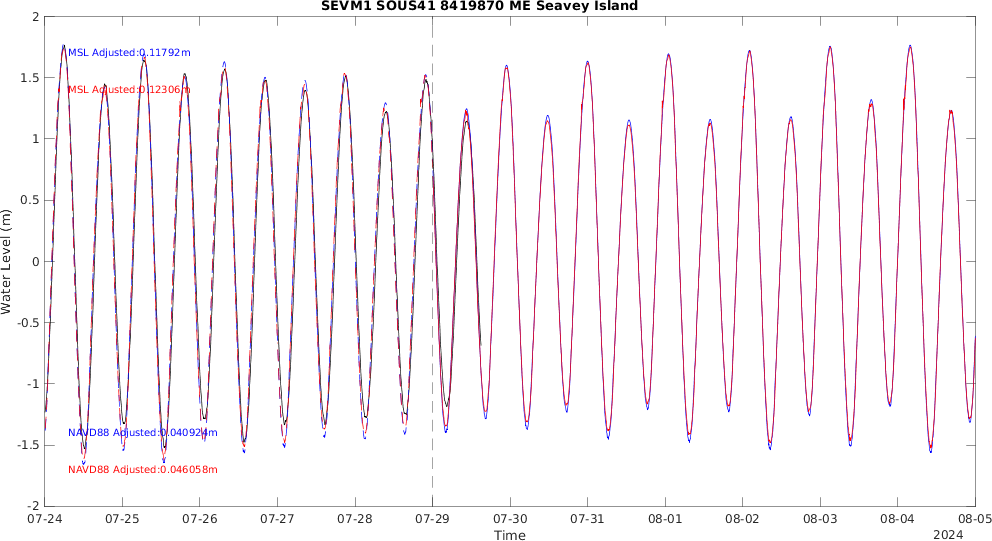 SEVM1 SOUS41 8419870 ME Seavey Island
2
1.5
1
0.5
0
-0.5
-1
-1.5
-2
Water Level (m)
MSL Adjusted:0.11792m
MSL Adjusted:0.12306m
NAVD88 Adjusted:0.040924m
NAVD88 Adjusted:0.046058m
07-24 07-25 07-26 07-27 07-28 07-29 07-30 07-31 08-01 08-02 08-03 08-04 08-05
Time
2024